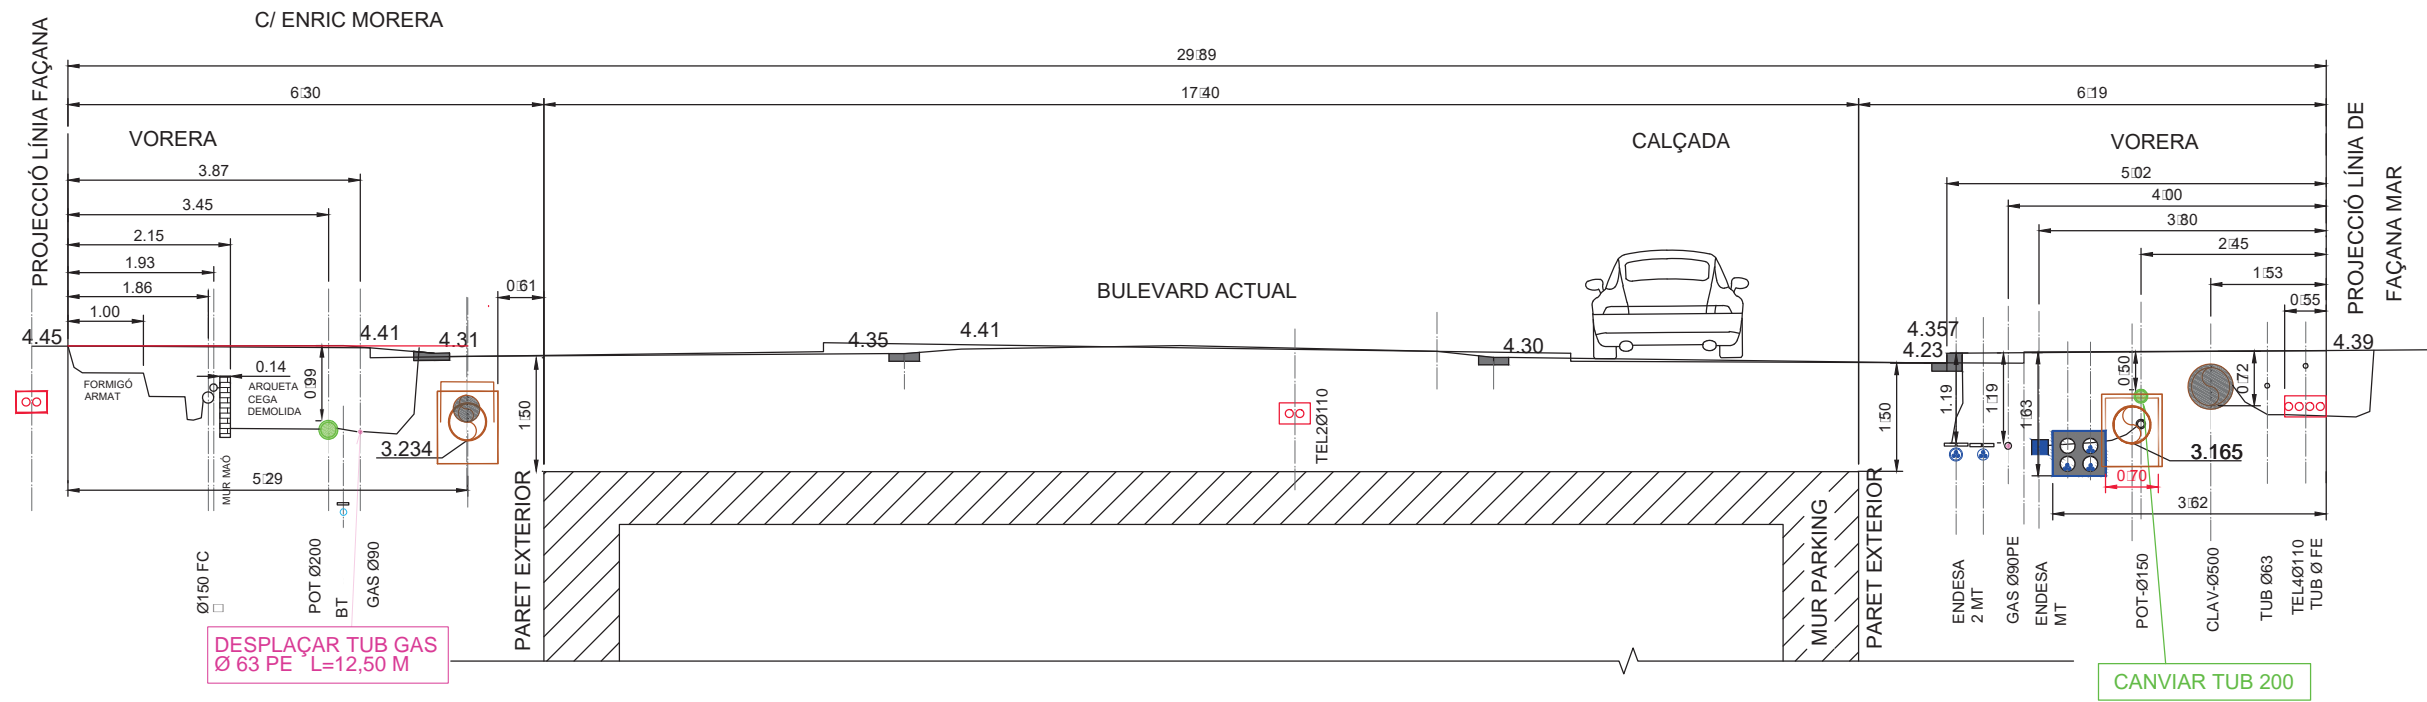 C/ ENRIC MORERA
PROJECCIÓ LÍNIA FAÇANA
29.89
6.30
17.40
6.19
VORERA
CALÇADA
VORERA
PROJECCIÓ LÍNIA DE
FAÇANA MAR
3.87
3.45
2.15
1.93
1.86
1.00
0.61
5.02
4.00
3.80
2.45
1.53
0.55
BULEVARD ACTUAL
4.45
4.41
4.31
4.35
4.41
4.30
4.357
4.23
4.39
FORMIGÓ
ARMAT
0.14
ARQUETA
CEGA
DEMOLIDA
0.99
1.50
3.234
MUR MAÓ
5.29
TEL2Ø110
1.50
1.19
1.19
1.63
0.50
0.72
3.165
0.70
3.62
Ø150 FC
POT Ø200
BT
GAS Ø90
PARET EXTERIOR
MUR PARKING
PARET EXTERIOR
ENDESA
2 MT
GAS Ø90PE
ENDESA
MT
POT-Ø150
CLAV-Ø500
TUB Ø63
TEL4Ø110
TUB Ø FE
DESPLAÇAR TUB GAS
Ø 63 PE L=12,50 M
CANVIAR TUB 200